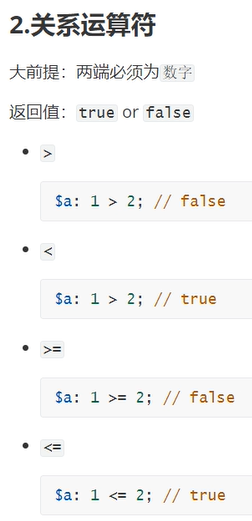 2.关系运算符
大前提：两端必须为数字
返回值：true or false
>
$a: 1 > 2; // false
<
$a: 1 > 2; // true
>=
$a: 1 >= 2; // false
<=
$a: 1 <= 2; // true